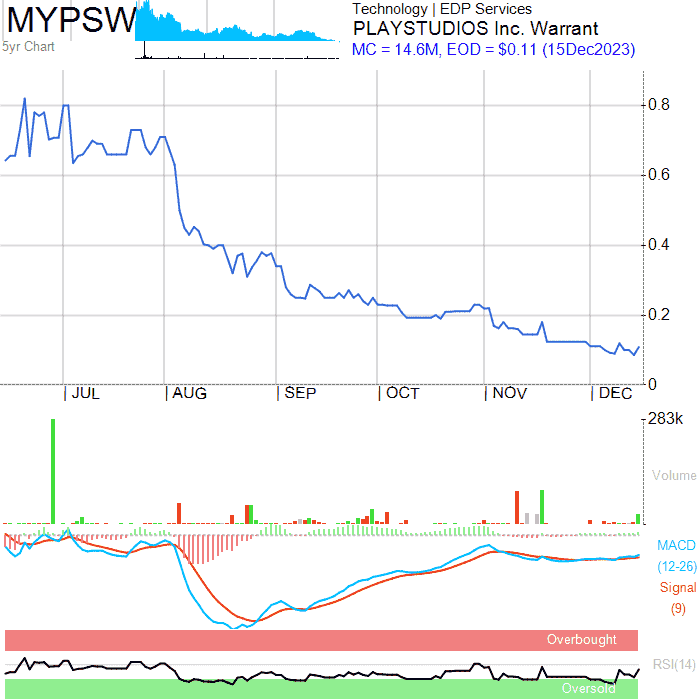 MYPSW
Technology | EDP Services
PLAYSTUDIOS Inc. Warrant
5yr Chart
MC = 14.6M, EOD = $0.11 (15Dec2023)
0.8
0.6
0.4
0.2
0
JUL AUG SEP OCT NOV DEC
283k
Volume
0
MACD
(12-26)
Signal
(9)
Overbought
RSI(14)
Oversold